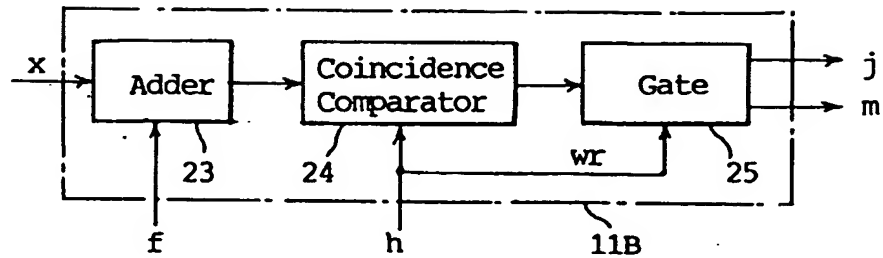 x
Adder
Coincidence
Comparator
Gate
j
m
23
24
wr
25
f
h
11B